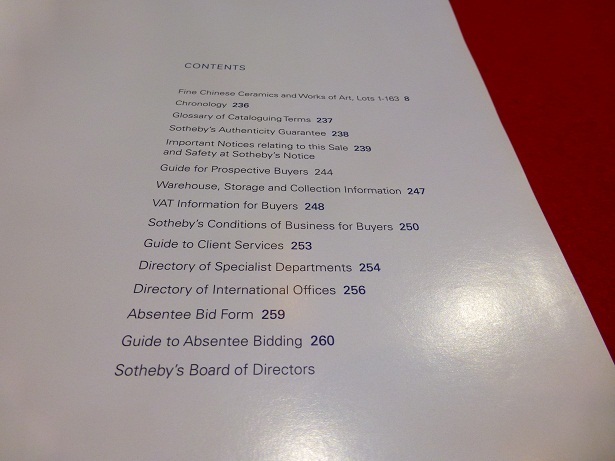 CONTENTS
Fine Chinese Ceramics and Works of Art, Lots 1-163 8
Chronology 236
Glossary of Cataloguing Terms 237
Sotheby's Authenticity Guarantee 238
Important Notices relating to this Sale 239
and Safety at Sotheby's Notice
Guide for Prospective Buyers 244
Warehouse, Storage and Collection Information 247
VAT Information for Buyers 248
Sotheby's Conditions of Business for Buyers 250
Guide to Client Services 253
Directory of Specialist Departments 254
Directory of International Offices 256
Absentee Bid Form 259
Guide to Absentee Bidding 260
Sotheby's Board of Directors